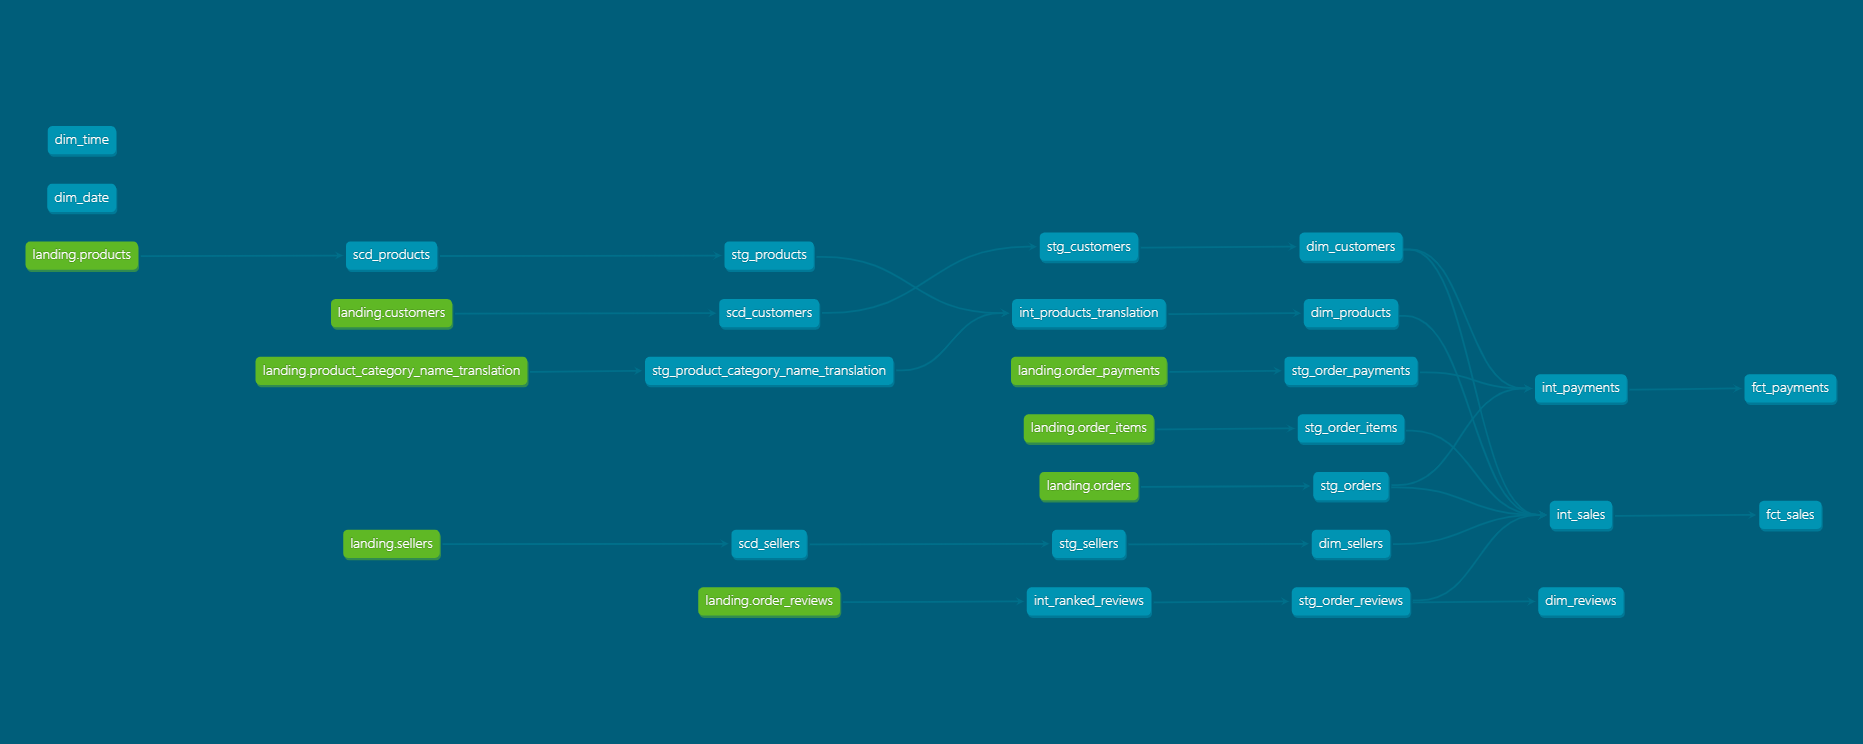 dim_time
dim_date
landing.products
scd_products
stg_products
stg_customers
dim_customers
landing.customers
scd_customers
int_products_translation
dim_products
landing.product_category_name_translation
stg_product_category_name_translation
landing.order_payments
stg_order_payments
int_payments
fct_payments
landing.order_items
stg_order_items
landing.orders
stg_orders
int_sales
fct_sales
landing.sellers
scd_sellers
stg_sellers
dim_sellers
landing.order_reviews
int_ranked_reviews
stg_order_reviews
dim_reviews